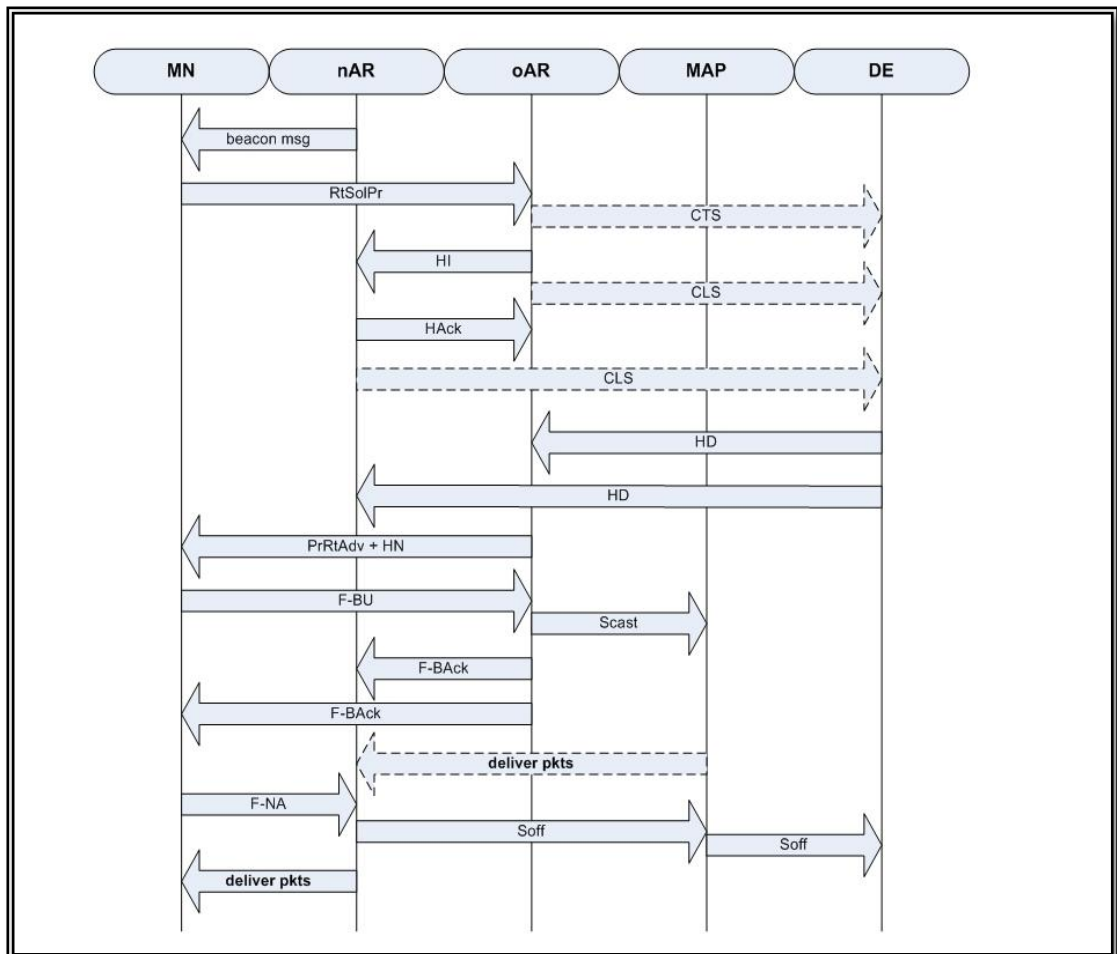 MN nAR oAR MAP DE
beacon msg
RtSolPr
CTS
HI
CLS
HAck
CLS
HD
HD
PrRtAdv + HN
F-BU
Scast
F-BAck
F-BAck
deliver pkts
F-NA
Soff
Soff
deliver pkts